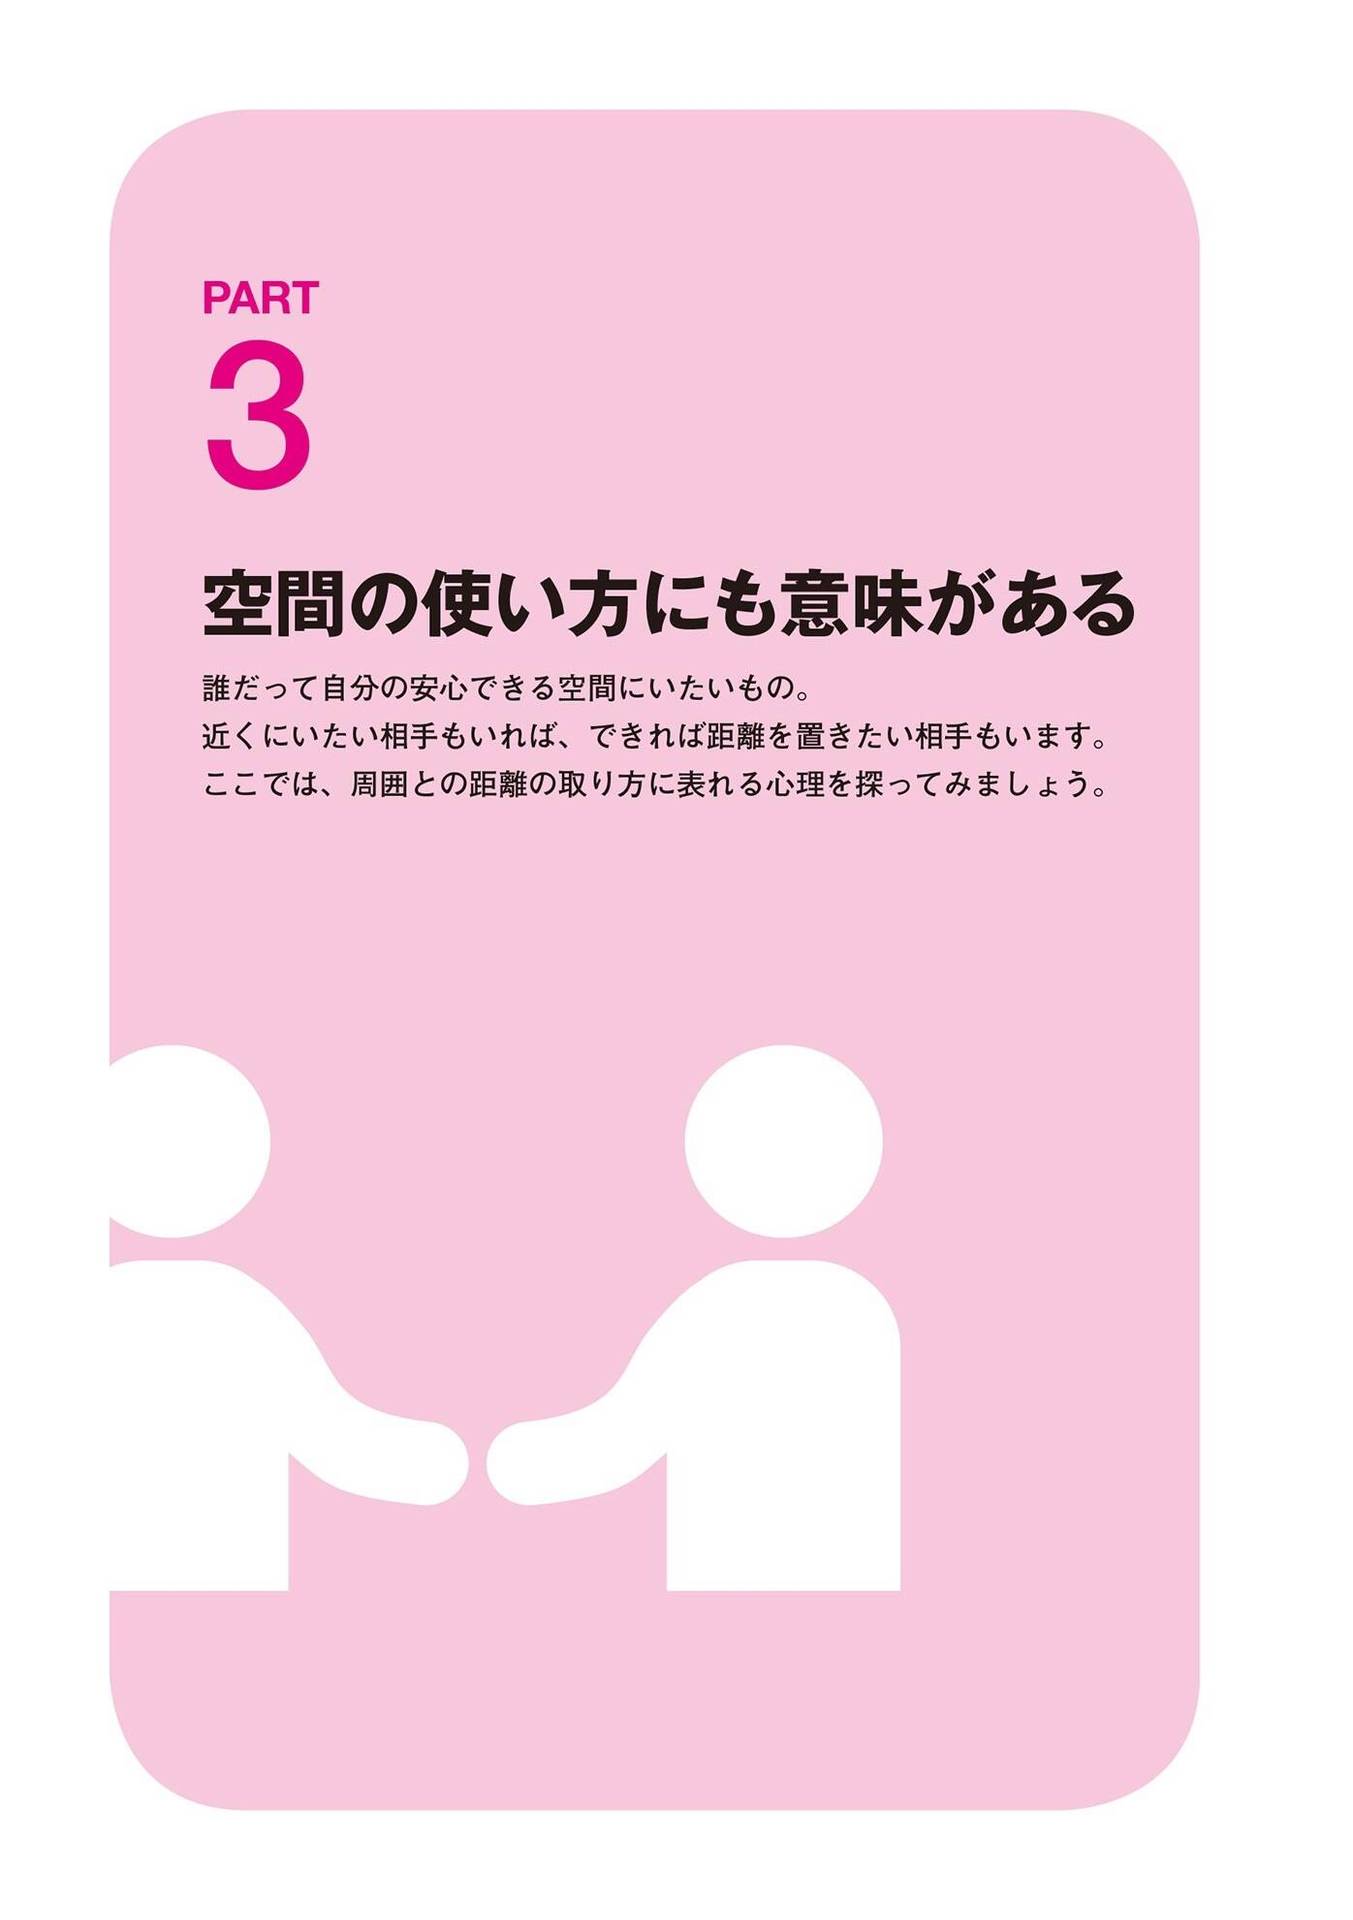 PART
3
空間の使い方にも意味がある
誰だって自分の安心できる空間にいたいもの。
近くにいたい相手もいれば、できれば距離を置きたい相手もいます。
ここでは、周囲との距離の取り方に表れる心理を探ってみましょう。